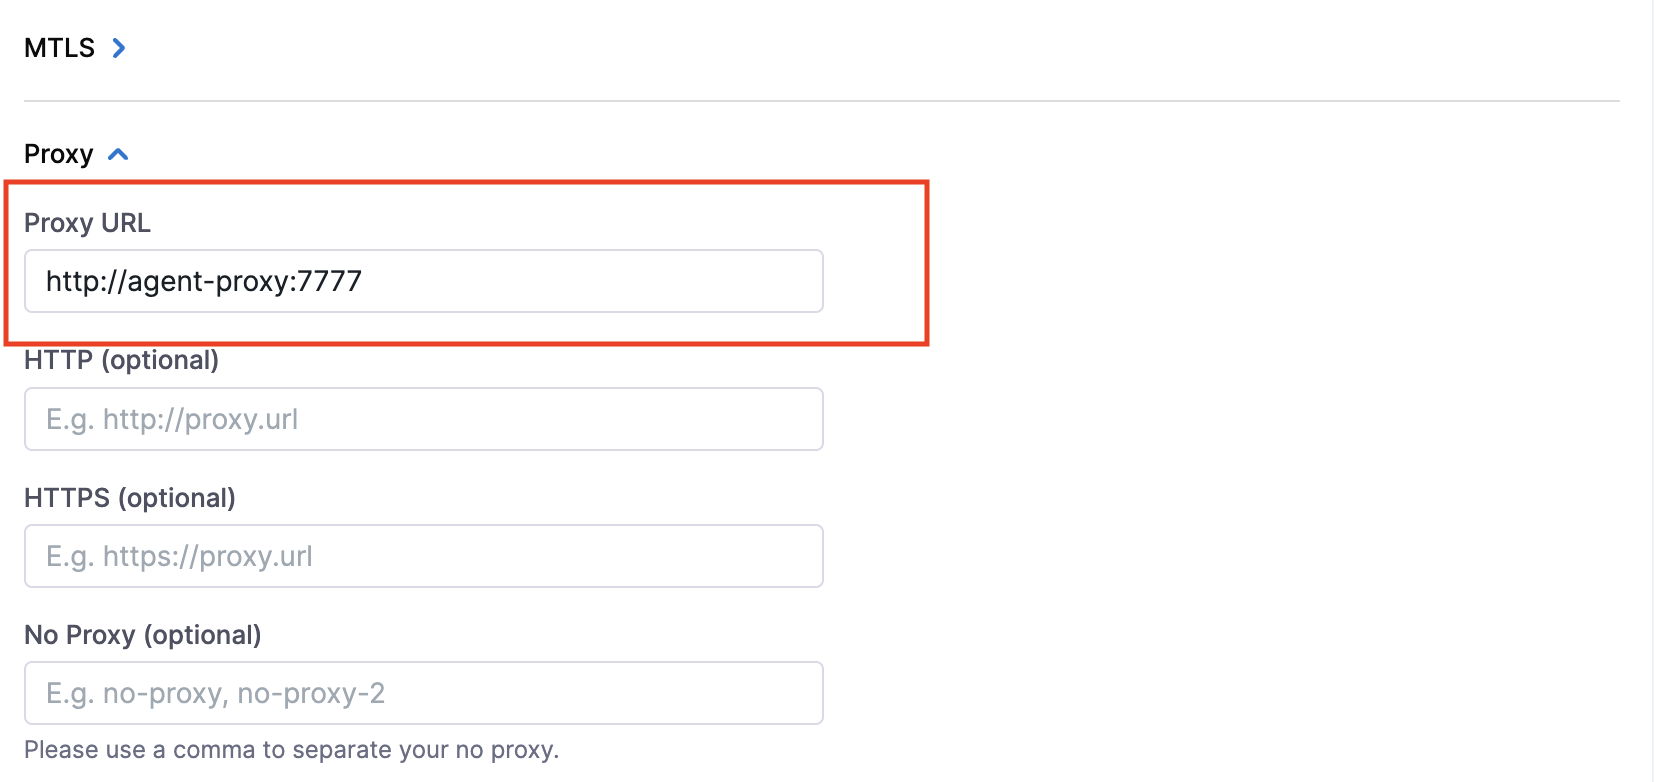 MTLS
Proxy
Proxy URL
http://agent-proxy:7777
HTTP (optional)
E.g. http://proxy.url
HTTPS (optional)
E.g. https://proxy.url
No Proxy (optional)
E.g. no-proxy, no-proxy-2
Please use a comma to separate your no proxy.